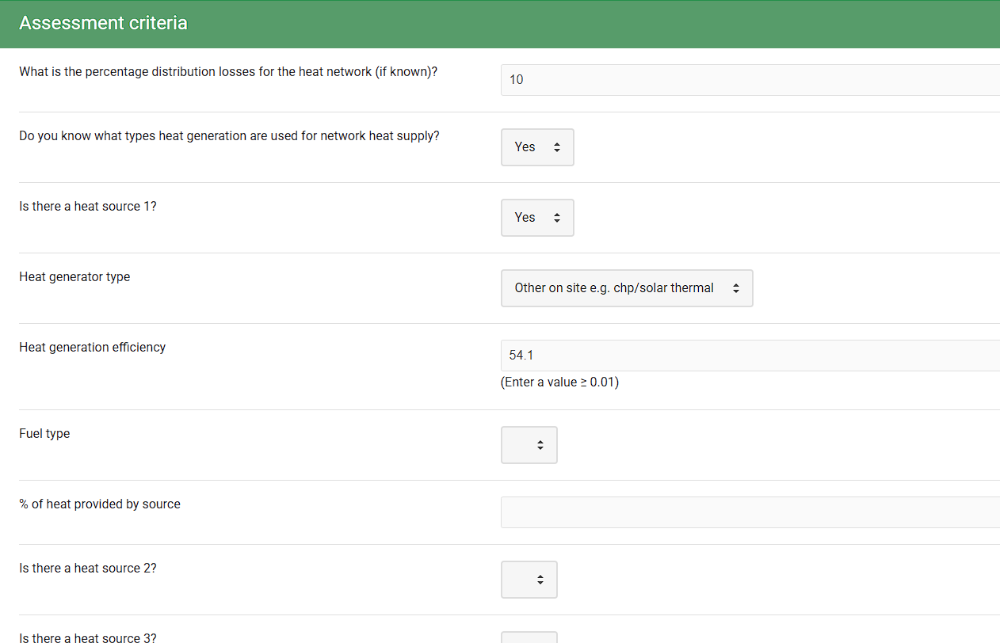 Assessment criteria
What is the percentage distribution losses for the heat network (if known)?
10
Do you know what types heat generation are used for network heat supply?
Yes
Is there a heat source 1?
Yes
Heat generator type
Other on site e.g. chp/solar thermal
Heat generation efficiency
54.1
(Enter a value ≥ 0.01)
Fuel type
% of heat provided by source
Is there a heat source 2?
Is there a heat source 3?